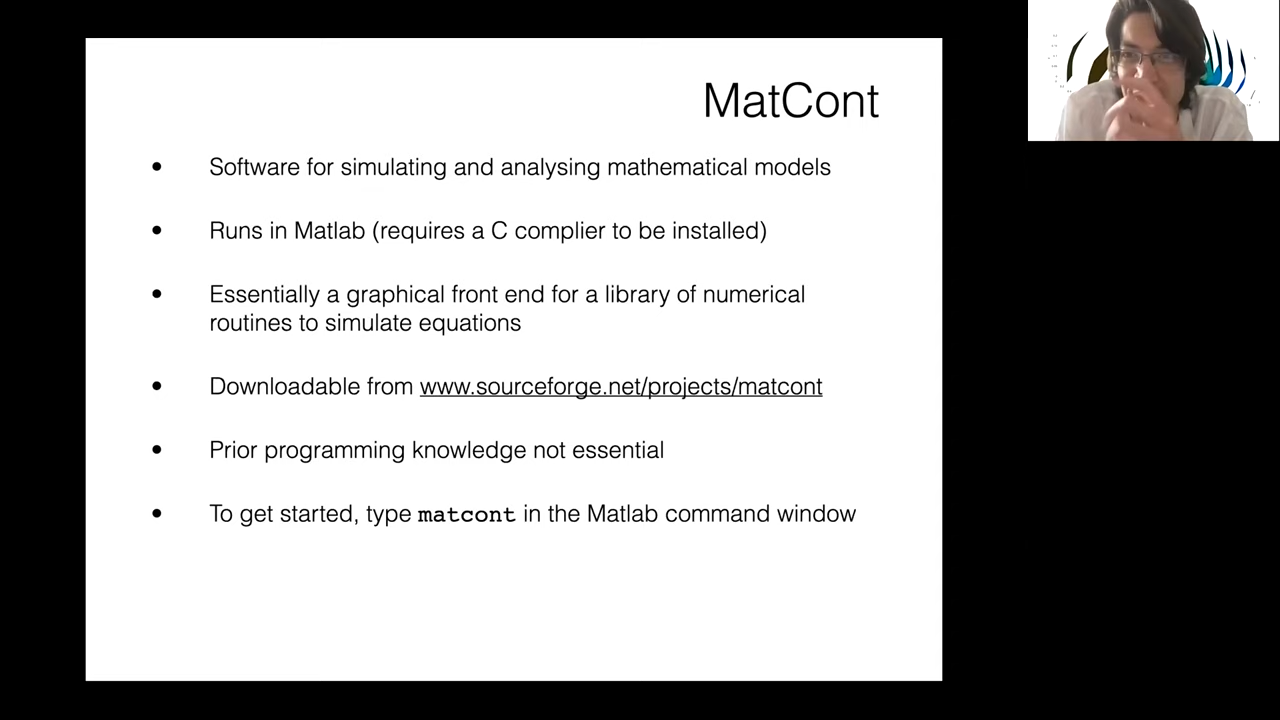 MatCont
• Software for simulating and analysing mathematical models
• Runs in Matlab (requires a C complier to be installed)
• Essentially a graphical front end for a library of numerical
routines to simulate equations
• Downloadable from www.sourceforge.net/projects/matcont
• Prior programming knowledge not essential
• To get started, type matcont in the Matlab command window